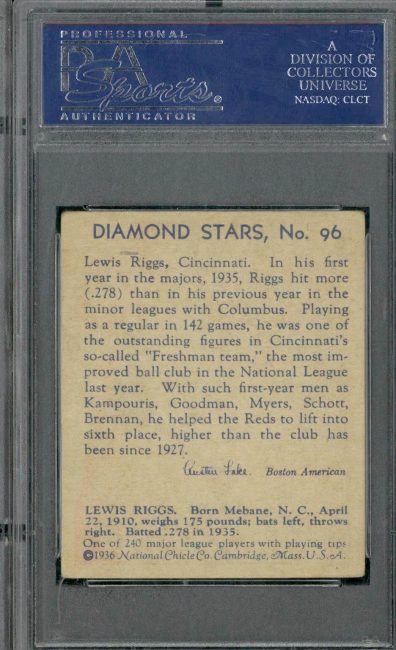 PROFESSIONAL
PSA
Sports
AUTHENTICATOR
A
DIVISION OF
COLLECTORS
UNIVERSE
NASDAQ: CLCT
DIAMOND STARS, No. 96
Lewis Riggs, Cincinnati. In his first
year in the majors, 1935, Riggs hit more
(.278) than in his previous year in the
minor leagues with Columbus. Playing
as a regular in 142 games, he was one of
the outstanding figures in Cincinnati's
so-called "Freshman team," the most im-
proved ball club in the National League
last year. With such first-year men as
Kampouris, Goodman, Myers, Schott,
Brennan, he helped the Reds to lift into
sixth place, higher than the club has
been since 1927.
Austen Lake. Boston American
LEWIS RIGGS. Born Mebane, N. C., April
22, 1910, weighs 175 pounds; bats left, throws
right. Batted .278 in 1935.
One of 240 major league players with playing tips
©1936 National Chicle Co. Cambridge, Mass. U.S.A.